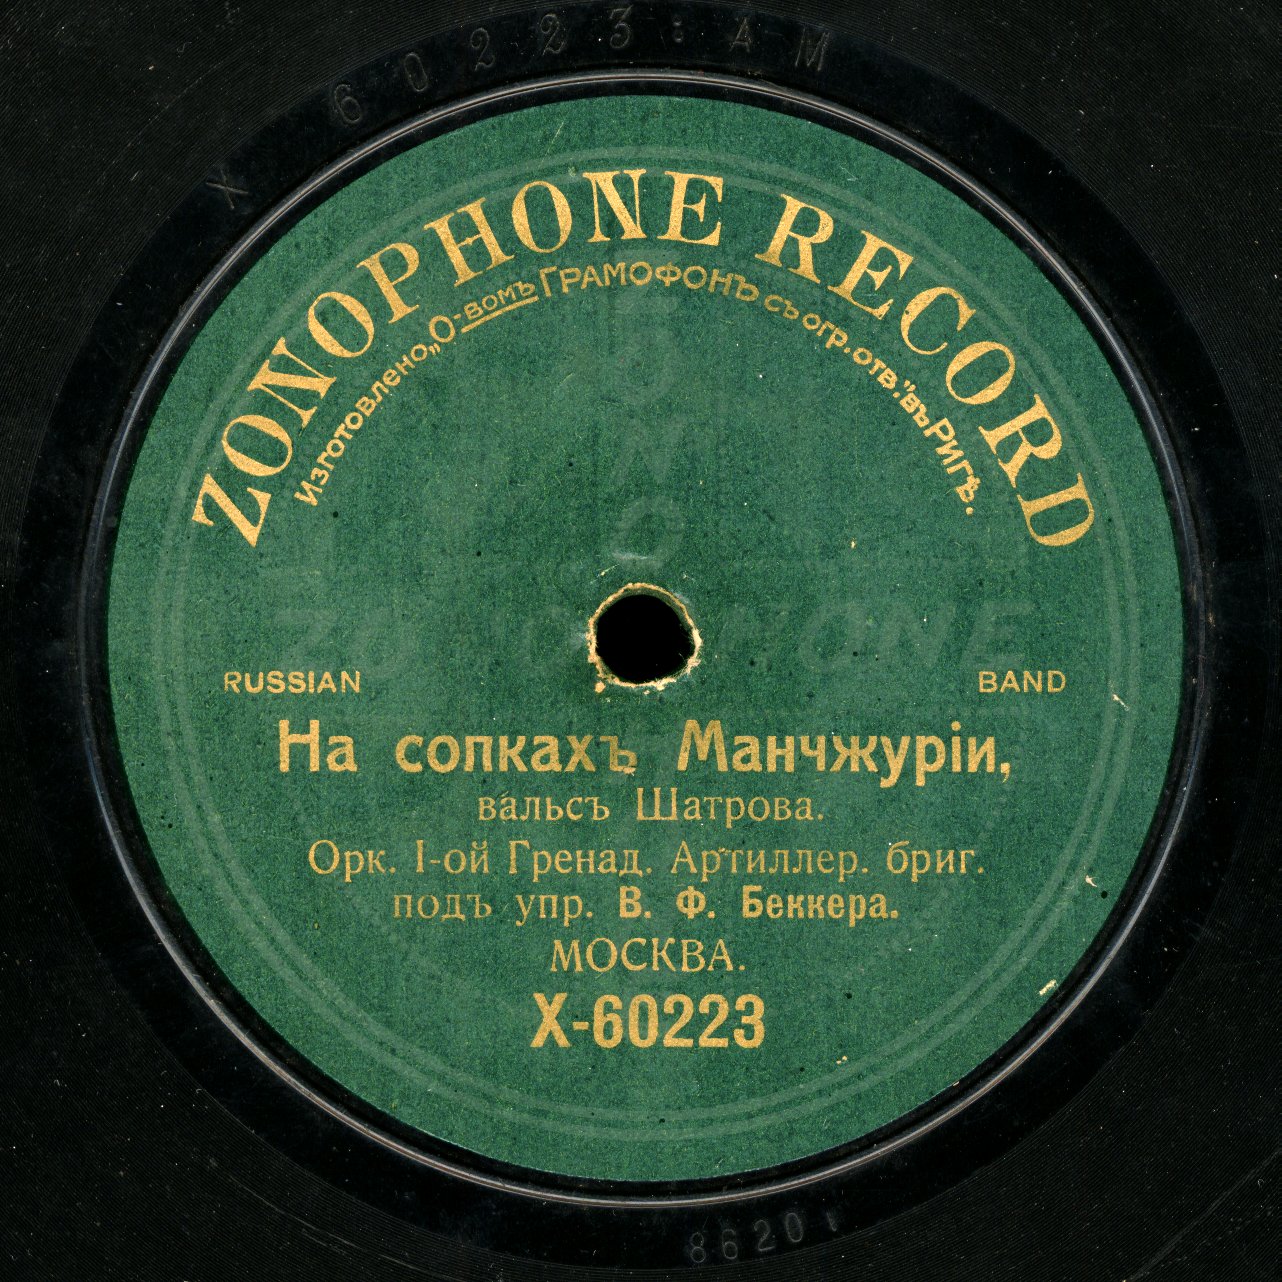 X 60223: AM
ZONOPHONE RECORD
Изготовлено „О-вомъ ГРАМОФОНЪ съ огр. отв.” въ Ригѣ.
RUSSIAN BAND
На сопкахъ Манчжуріи,
вальсъ Шатрова.
Орк. I-ой Гренад. Артиллер. бриг.
подъ упр. В. Ф. Беккера.
МОСКВА.
X-60223